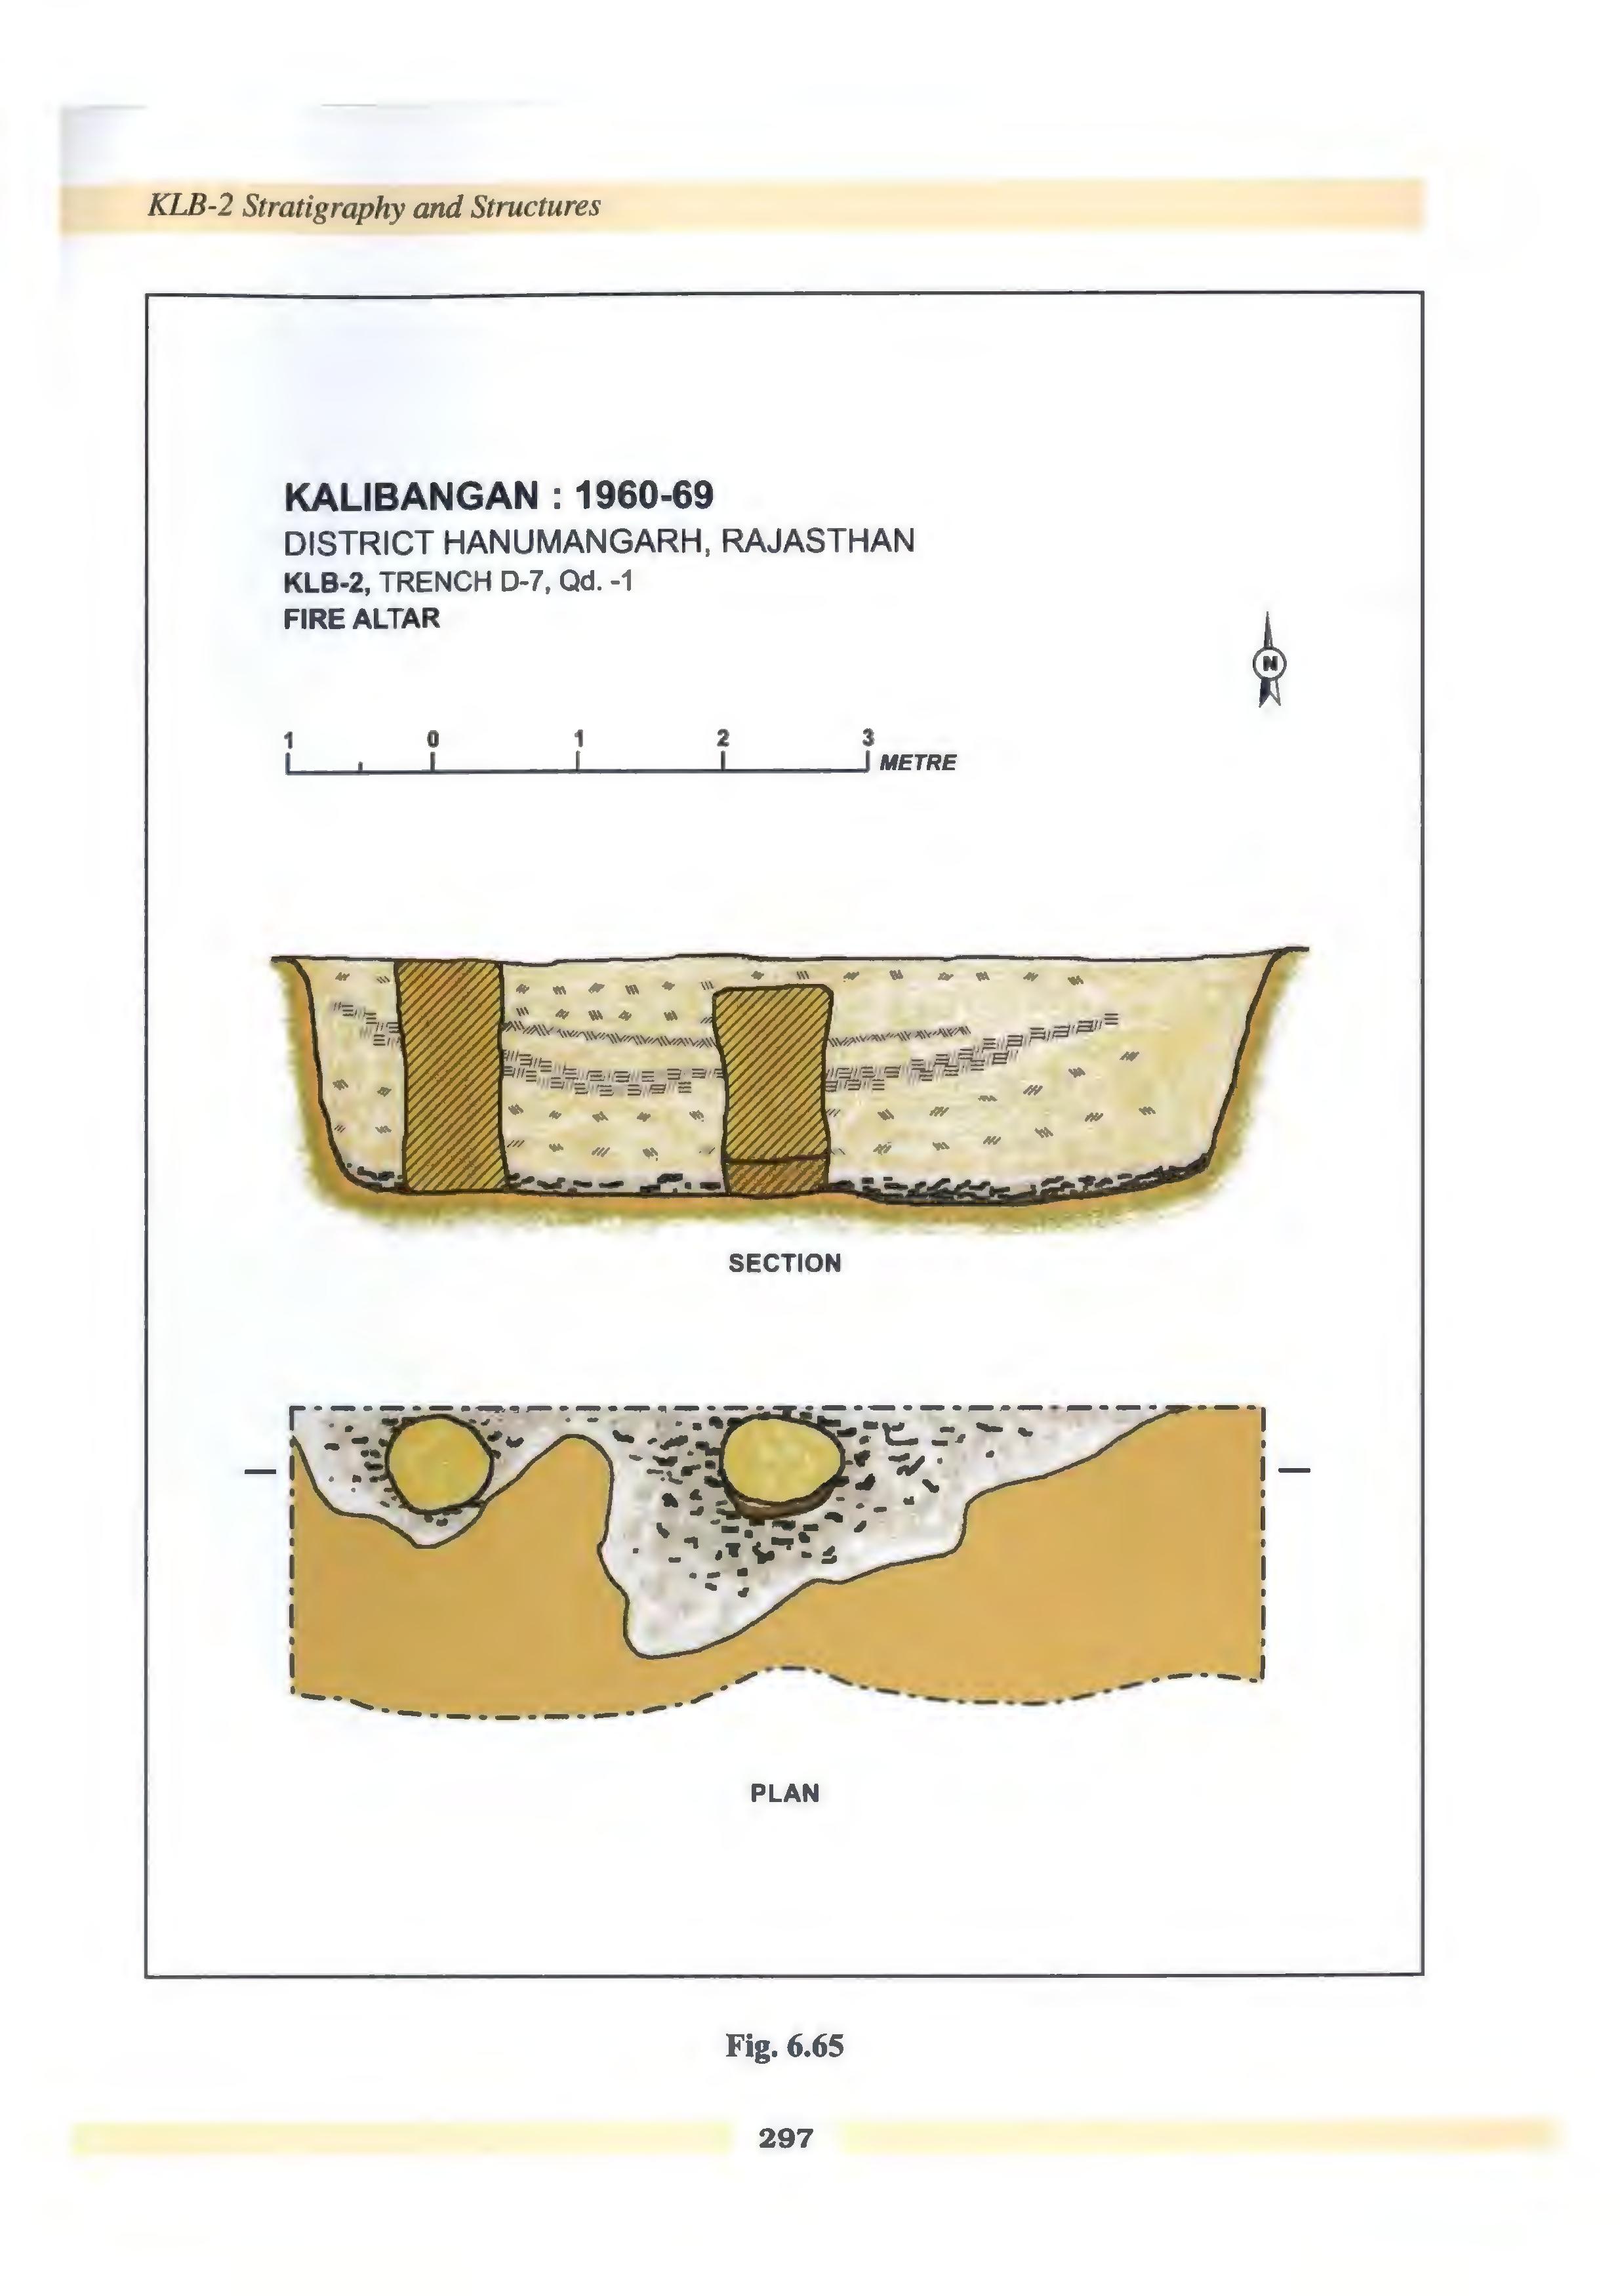 KLB-2 Stratigraphy and Structures
KALIBANGAN : 1960-69
DISTRICT HANUMANGARH, RAJASTHAN
KLB-2, TRENCH D-7, Qd. -1
FIRE ALTAR
N
1 0 1 2 3 METRE
SECTION
PLAN
Fig. 6.65
297